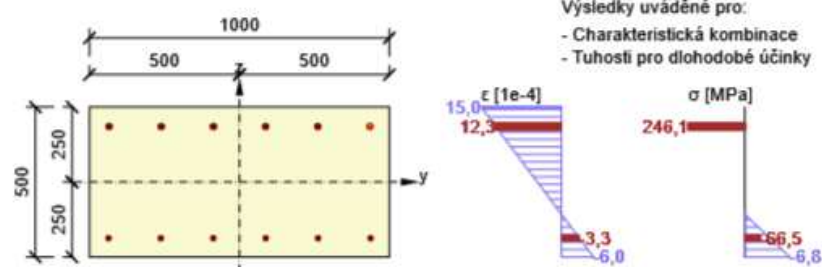 Výsledky uváděné pro:
- Charakteristická kombinace
- Tuhosti pro dlohodobé účinky
1000
500 500
z
y
500
250
250
ε [1e-4]
15,0
12,3
-3,3
-6,0
σ [MPa]
246,1
-66,5
-6,8